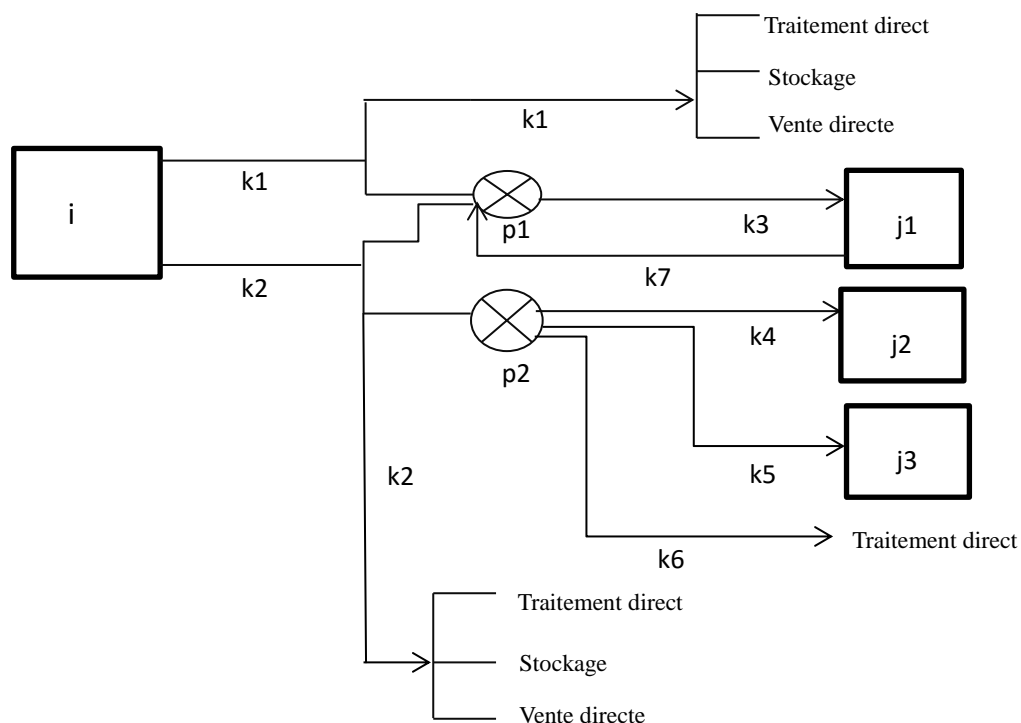 Traitement direct
Stockage
k1
Vente directe
k1
i
p1
k3
j1
k2
k7
k4
j2
p2
k2
k5
j3
k6
Traitement direct
Traitement direct
Stockage
Vente directe